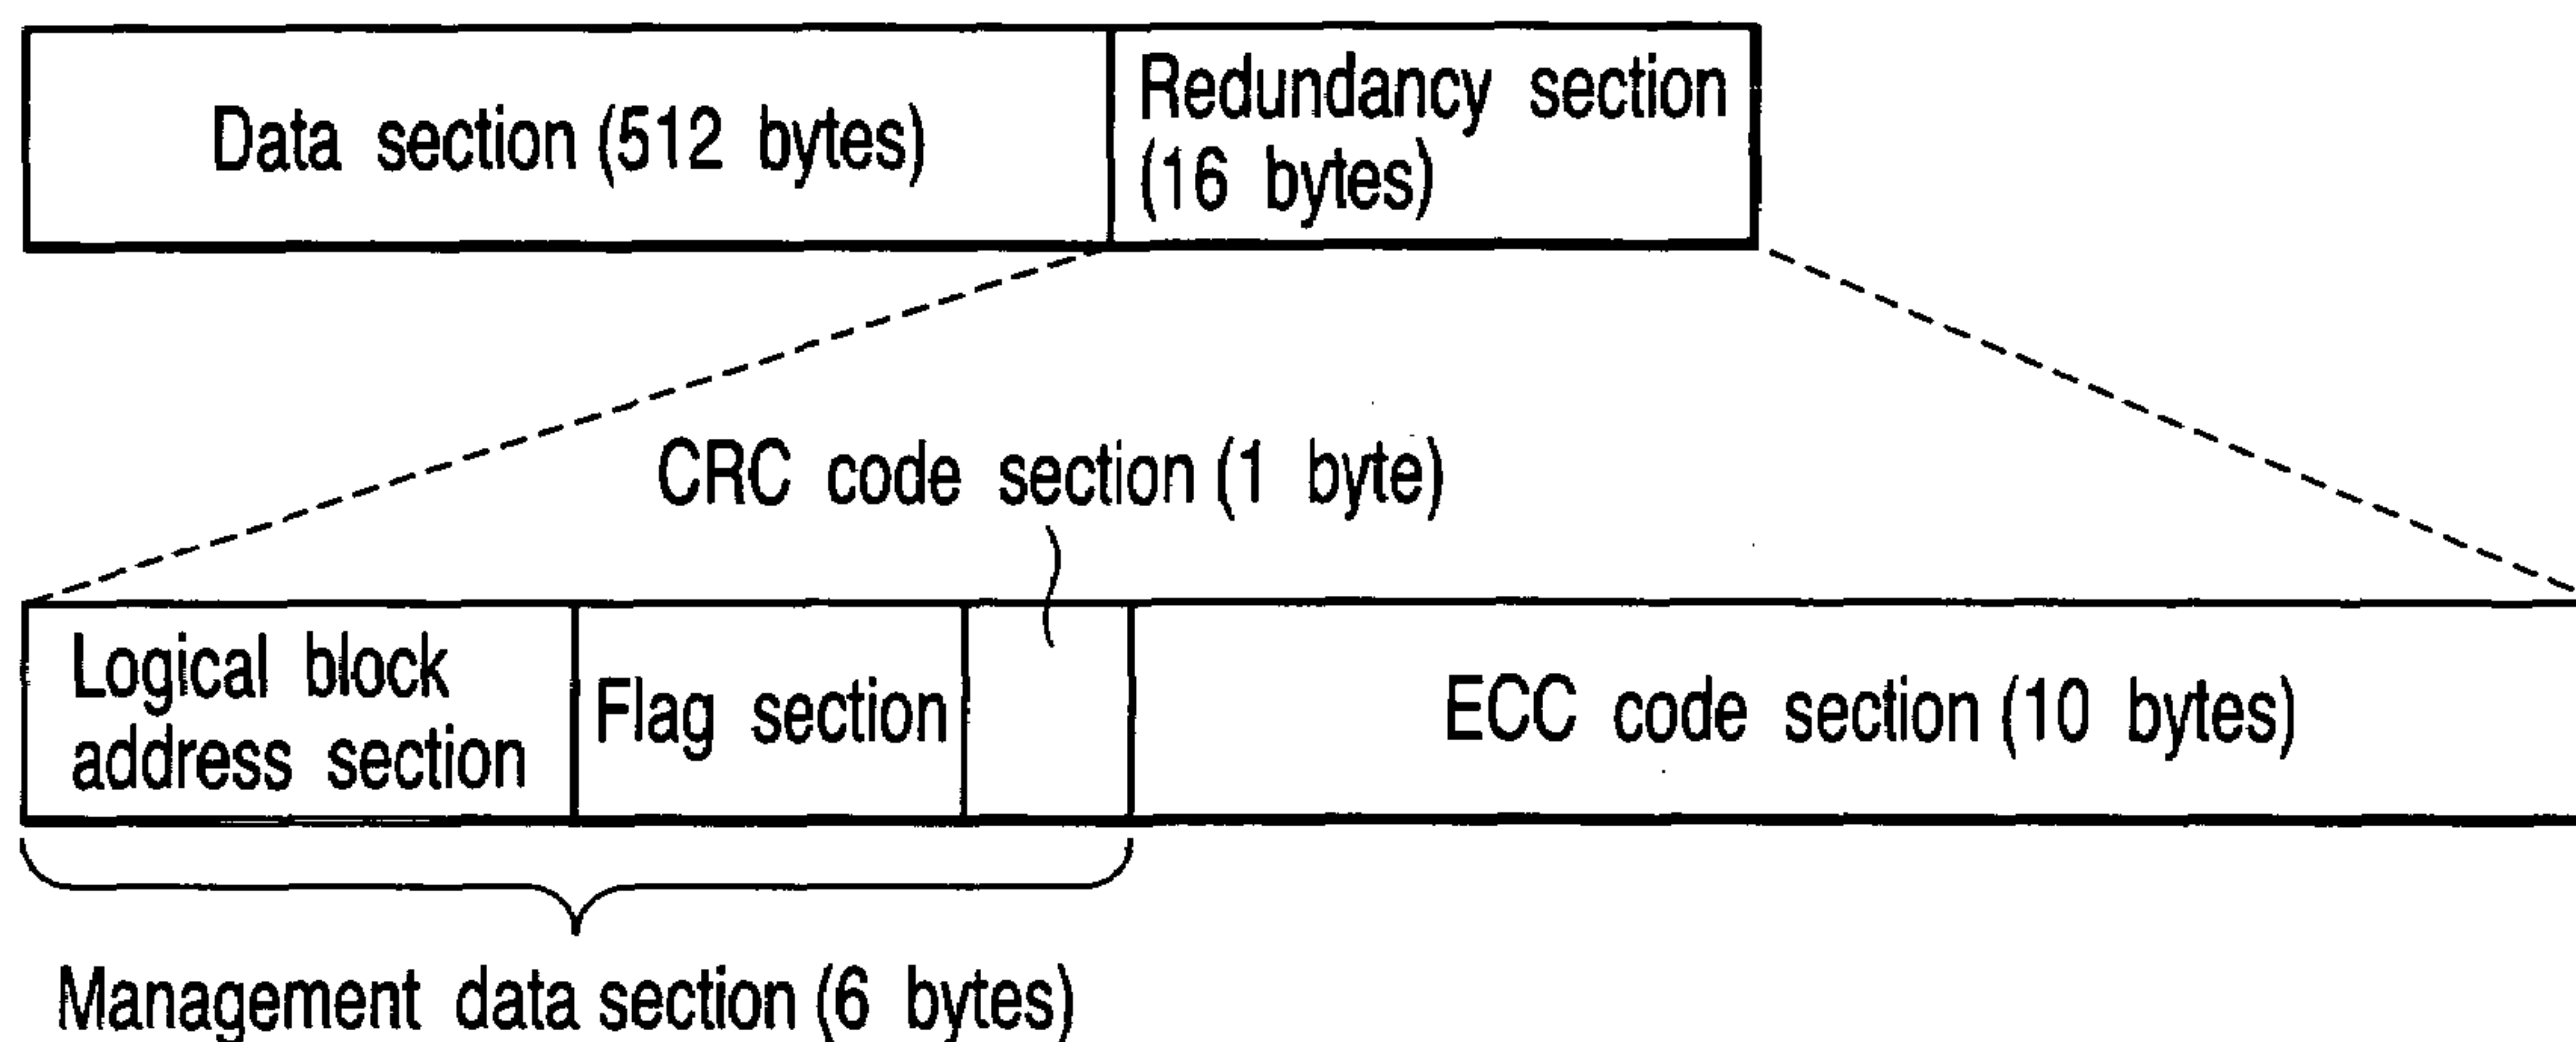 Data section (512 bytes)
Redundancy section
(16 bytes)
CRC code section (1 byte)
Logical block
address section
Flag section
ECC code section (10 bytes)
Management data section (6 bytes)